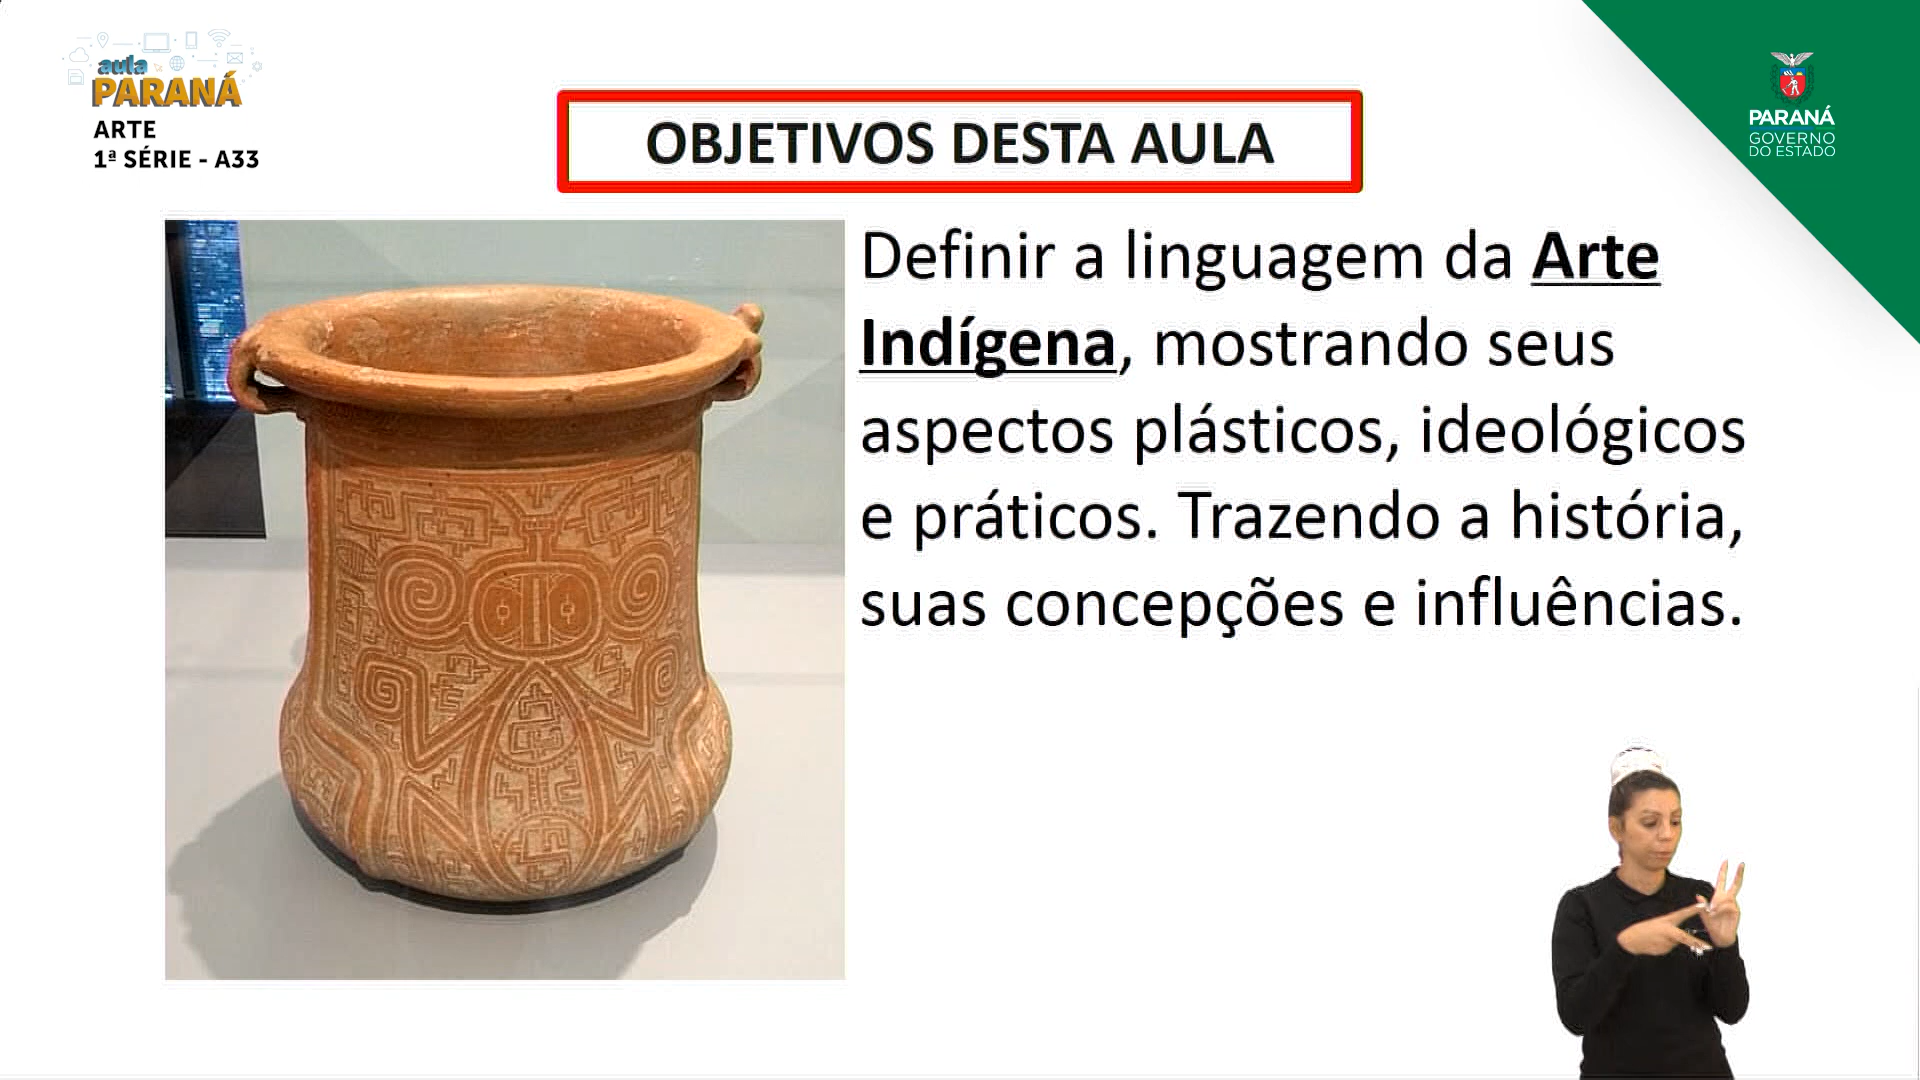 aula
PARANÁ
ARTE
1ª SÉRIE - A33
OBJETIVOS DESTA AULA
PARANÁ
GOVERNO
DO ESTADO
Definir a linguagem da Arte
Indígena, mostrando seus
aspectos plásticos, ideológicos
e práticos. Trazendo a história,
suas concepções e influências.